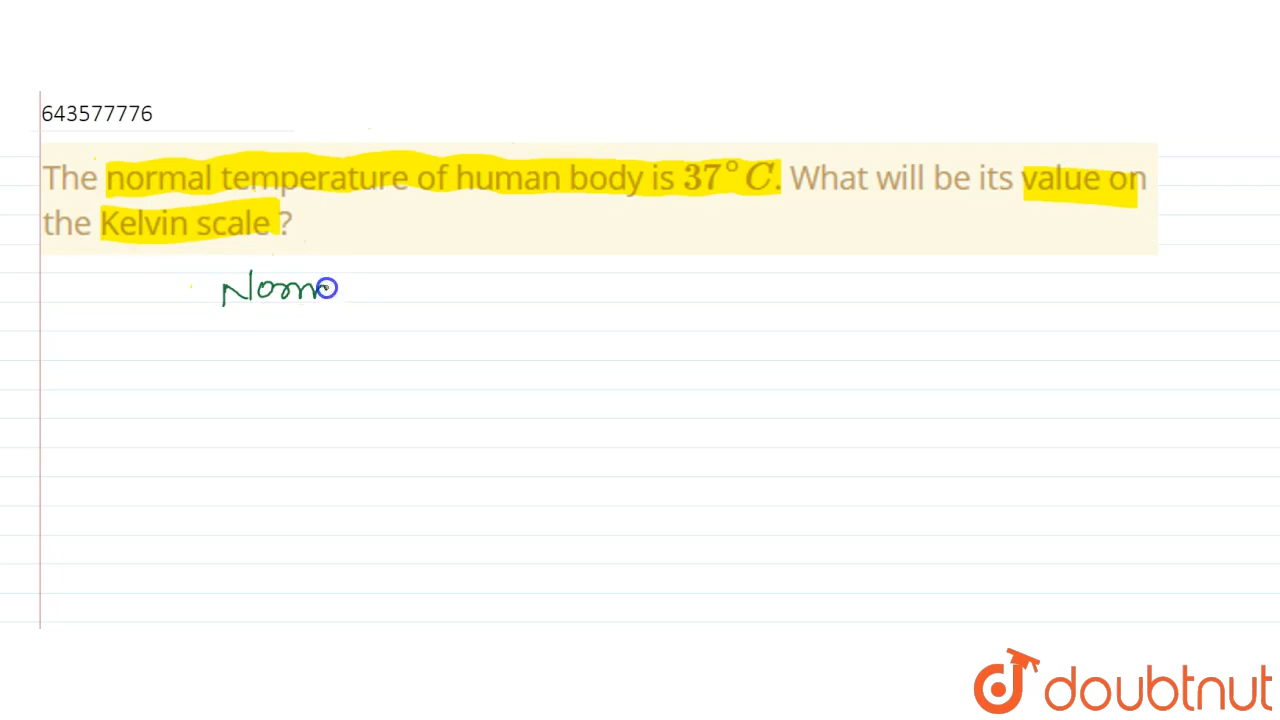 643577776
The normal temperature of human body is 37°C. What will be its value on
the Kelvin scale ?
Nom
doubtnut